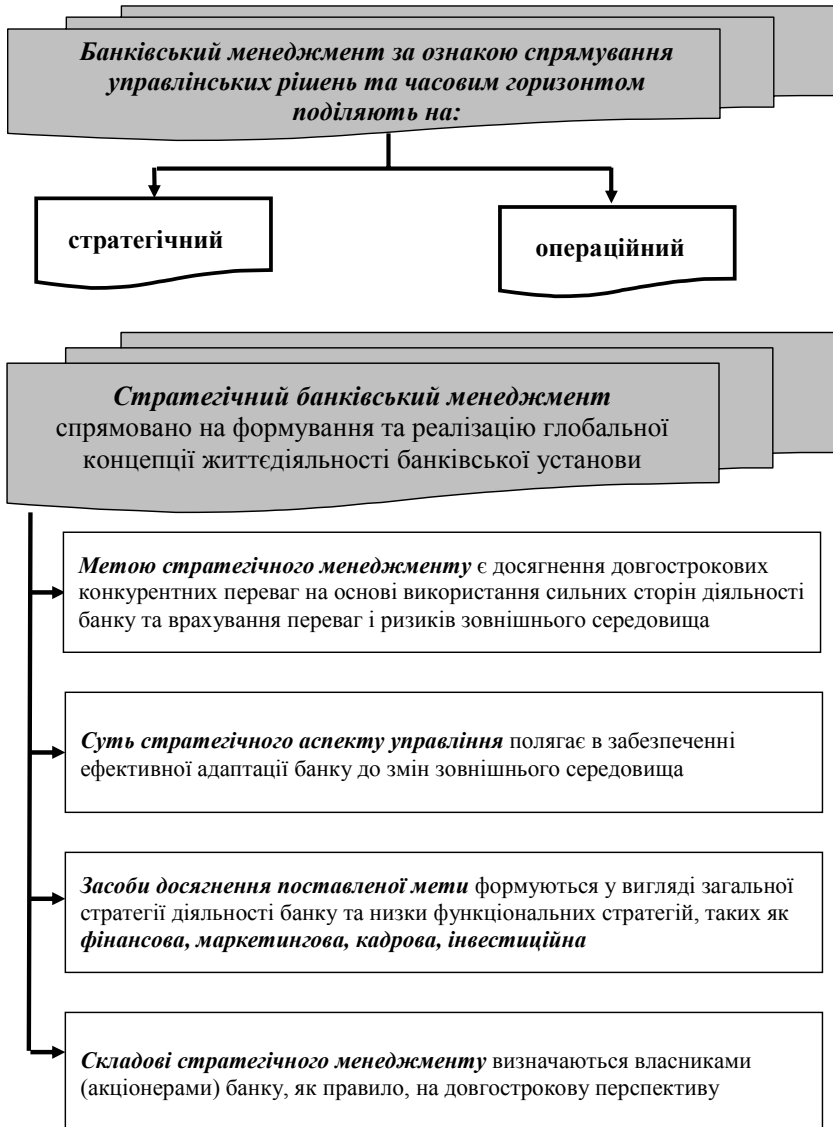 Банківський менеджмент за ознакою спрямування
управлінських рішень та часовим горизонтом
поділяють на:
стратегічний
операційний
Стратегічний банківський менеджмент
спрямовано на формування та реалізацію глобальної
концепції життєдіяльності банківської установи
Метою стратегічного менеджменту є досягнення довгострокових
конкурентних переваг на основі використання сильних сторін діяльності
банку та врахування переваг і ризиків зовнішнього середовища
Суть стратегічного аспекту управління полягає в забезпеченні
ефективної адаптації банку до змін зовнішнього середовища
Засоби досягнення поставленої мети формуються у вигляді загальної
стратегії діяльності банку та низки функціональних стратегій, таких як
фінансова, маркетингова, кадрова, інвестиційна
Складові стратегічного менеджменту визначаються власниками
(акціонерами) банку, як правило, на довгострокову перспективу